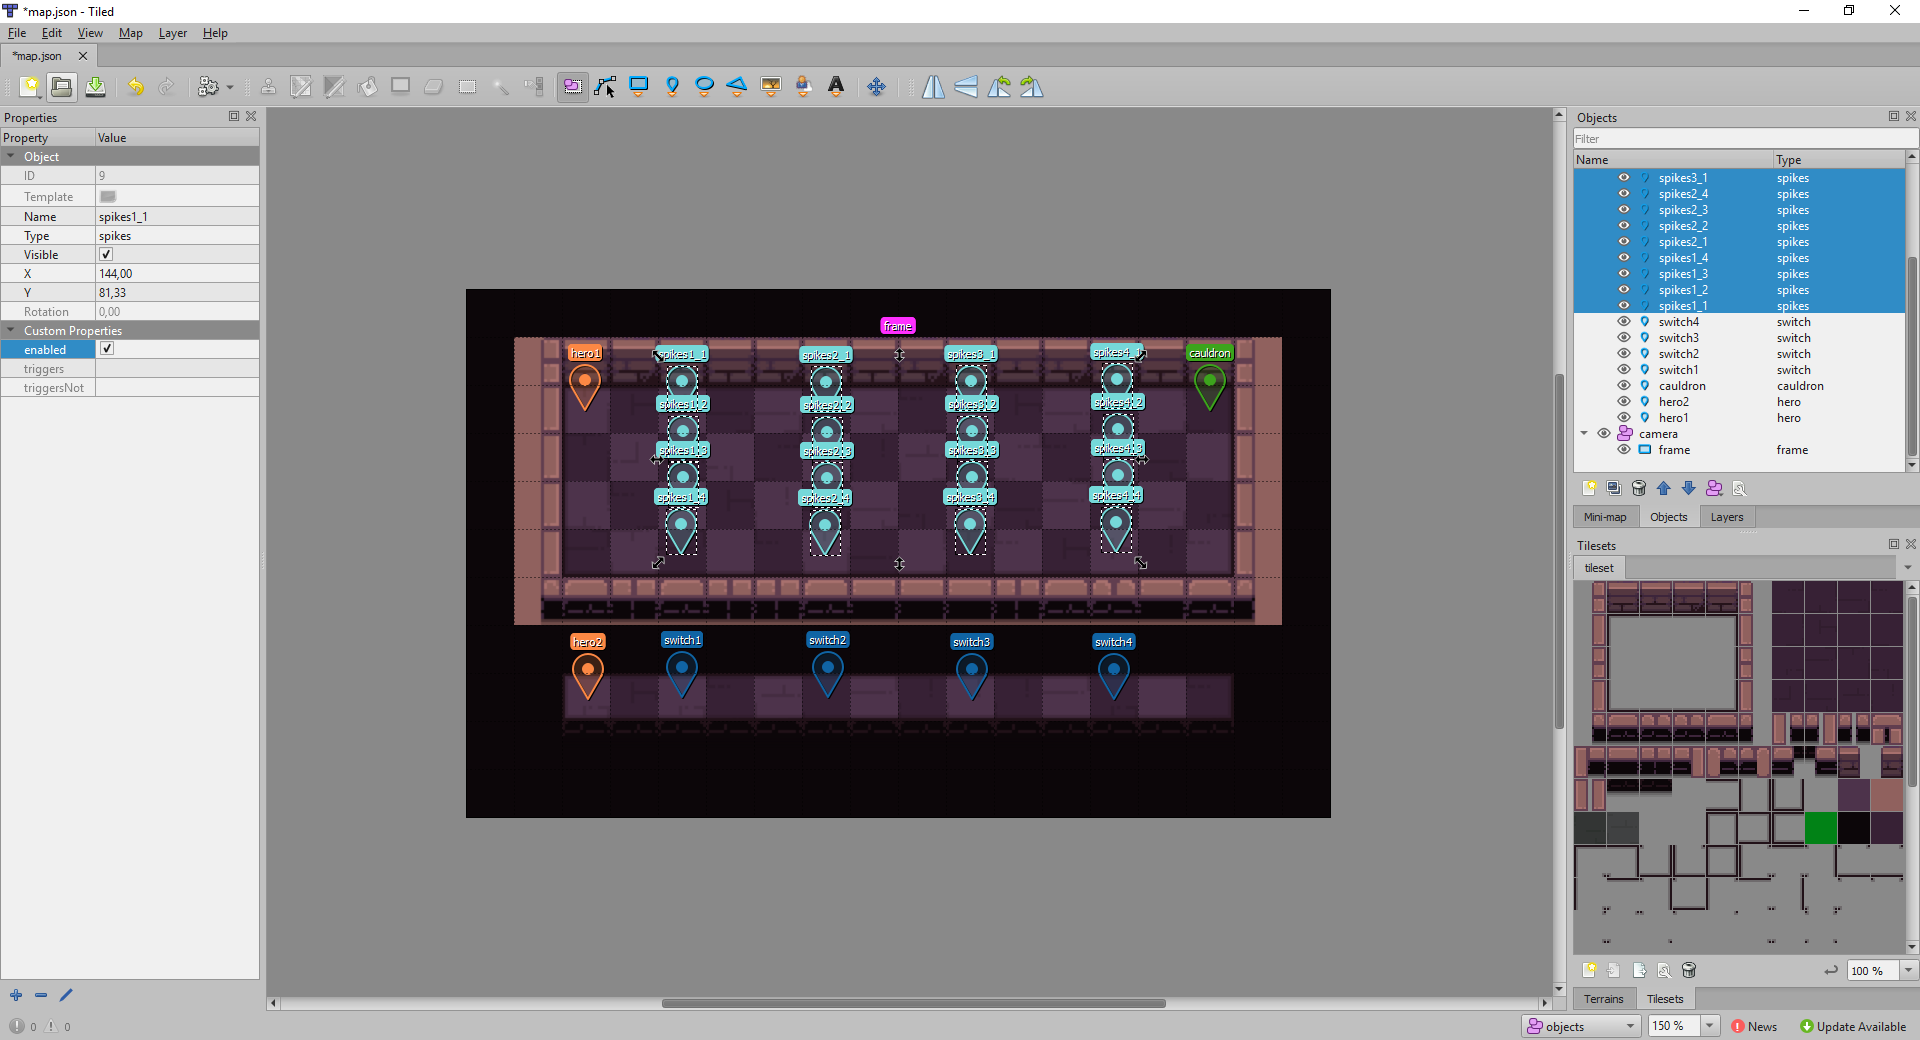 *map.json - Tiled
File Edit View Map Layer Help
*map.json
Properties
Property Value
Object
ID 9
Template
Name spikes1_1
Type spikes
Visible
X 144,00
Y 81,33
Rotation 0,00
Custom Properties
enabled
triggers
triggersNot
0 0
frame
hero1 spikes1_1 spikes2_1 spikes3_1 spikes4_1 cauldron
spikes1_2 spikes2_2 spikes3_2 spikes4_2
spikes1_3 spikes2_3 spikes3_3 spikes4_3
spikes1_4 spikes2_4 spikes3_4 spikes4_4
hero2 switch1 switch2 switch3 switch4
Objects
Filter
Name Type
spikes3_1 spikes
spikes2_4 spikes
spikes2_3 spikes
spikes2_2 spikes
spikes2_1 spikes
spikes1_4 spikes
spikes1_3 spikes
spikes1_2 spikes
spikes1_1 spikes
switch4 switch
switch3 switch
switch2 switch
switch1 switch
cauldron cauldron
hero2 hero
hero1 hero
camera
frame frame
Mini-map Objects Layers
Tilesets
tileset
100 %
Terrains Tilesets
objects 150 % News Update Available